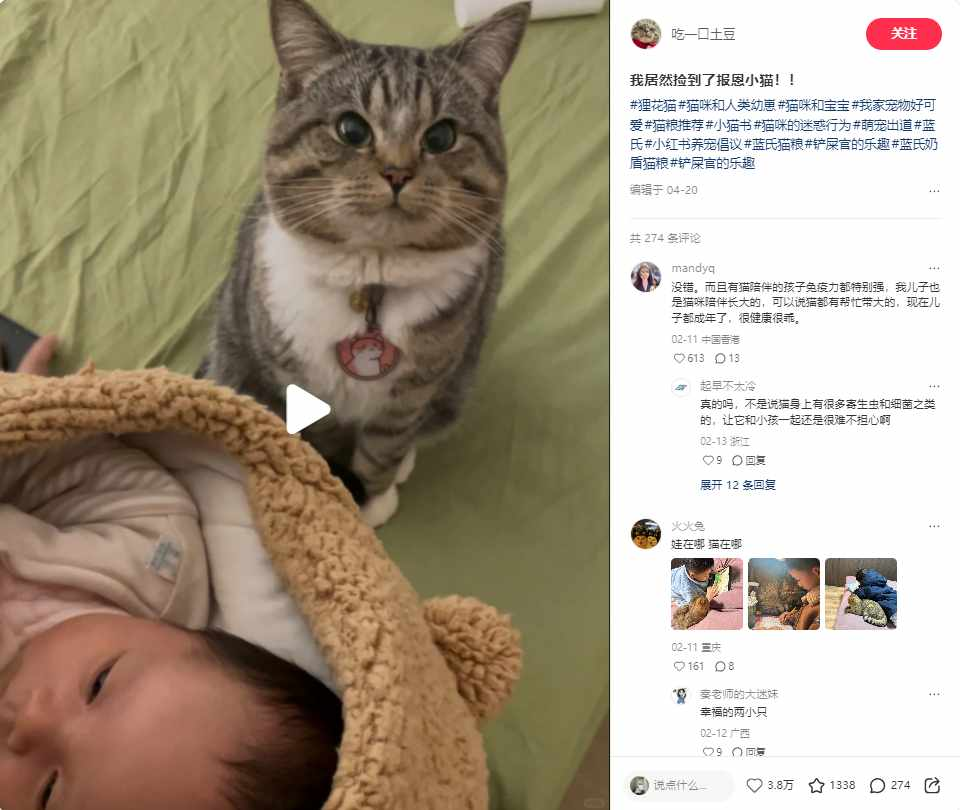 吃一口土豆
关注
我居然捡到了报恩小猫！！
#狸花猫#猫咪和人类幼崽#猫咪和宝宝#我家宠物好可
爱#猫粮推荐#小猫书#猫咪的迷惑行为#萌宠出道#蓝
氏#小红书养宠倡议#蓝氏猫粮#铲屎官的乐趣#蓝氏奶
盾猫粮#铲屎官的乐趣
编辑于 04-20
共 274 条评论
mandyq
没错。而且有猫陪伴的孩子免疫力都特别强，我儿子也
是猫咪陪伴长大的，可以说猫都有帮忙带大的，现在儿
子都成年了，很健康很乖。
02-11 中国香港
613 13
起早不太冷
真的吗，不是说猫身上有很多寄生虫和细菌之类
的，让它和小孩一起还是很难不担心啊
02-13 浙江
9 回复
展开 12 条回复
火火兔
娃在哪 猫在哪
02-11 重庆
161 8
秦老师的大迷妹
幸福的两小只
02-12 广西
9 回复
说点什么...
3.8万 1338 274